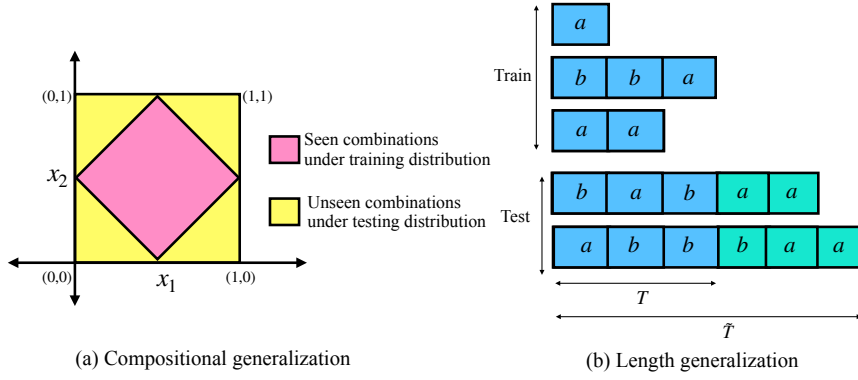 (0,1)
(1,1)
x₂
(0,0)
x₁
(1,0)
Seen combinations
under training distribution
Unseen combinations
under testing distribution
(a) Compositional generalization
Train
a
b b a
a a
Test
b a b a a
a b b b a a
T
T̃
(b) Length generalization